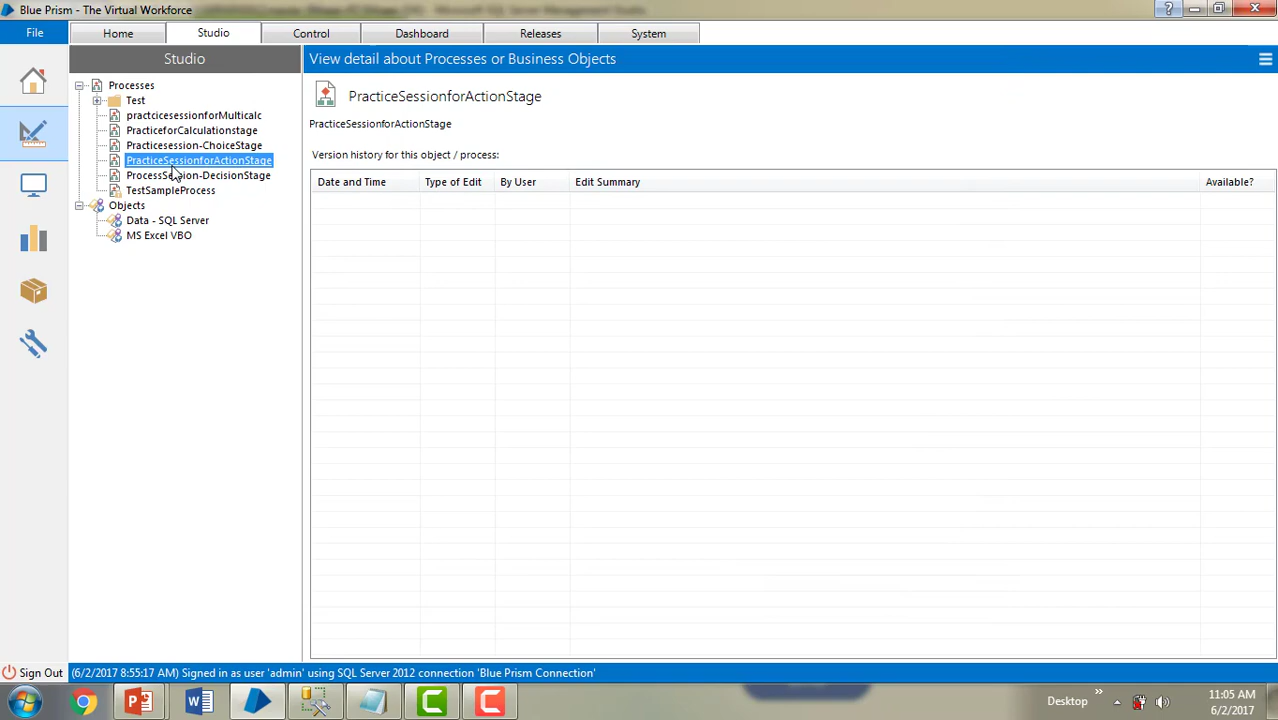 Blue Prism - The Virtual Workforce
File
Home
Studio
Control
Dashboard
Releases
System
Studio
View detail about Processes or Business Objects
Processes
Test
practcicesessionforMulticalc
PracticeforCalculationstage
Practicesession-ChoiceStage
PracticeSessionforActionStage
ProcessSession-DecisionStage
TestSampleProcess
Objects
Data - SQL Server
MS Excel VBO
PracticeSessionforActionStage
PracticeSessionforActionStage
Version history for this object / process:
Date and Time
Type of Edit
By User
Edit Summary
Available?
Sign Out
(6/2/2017 8:55:17 AM) Signed in as user 'admin' using SQL Server 2012 connection 'Blue Prism Connection'
Desktop
11:05 AM
6/2/2017